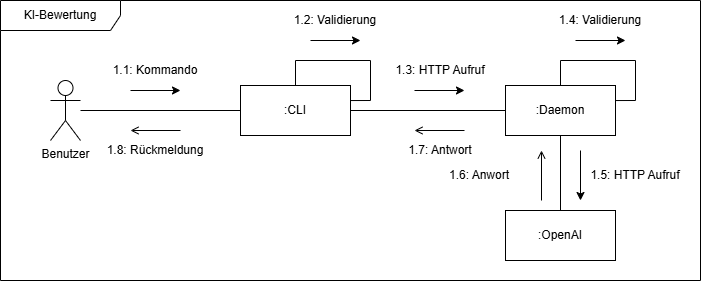 KI-Bewertung
1.2: Validierung
1.4: Validierung
1.1: Kommando
1.3: HTTP Aufruf
:CLI
:Daemon
Benutzer
1.8: Rückmeldung
1.7: Antwort
1.6: Anwort
1.5: HTTP Aufruf
:OpenAI